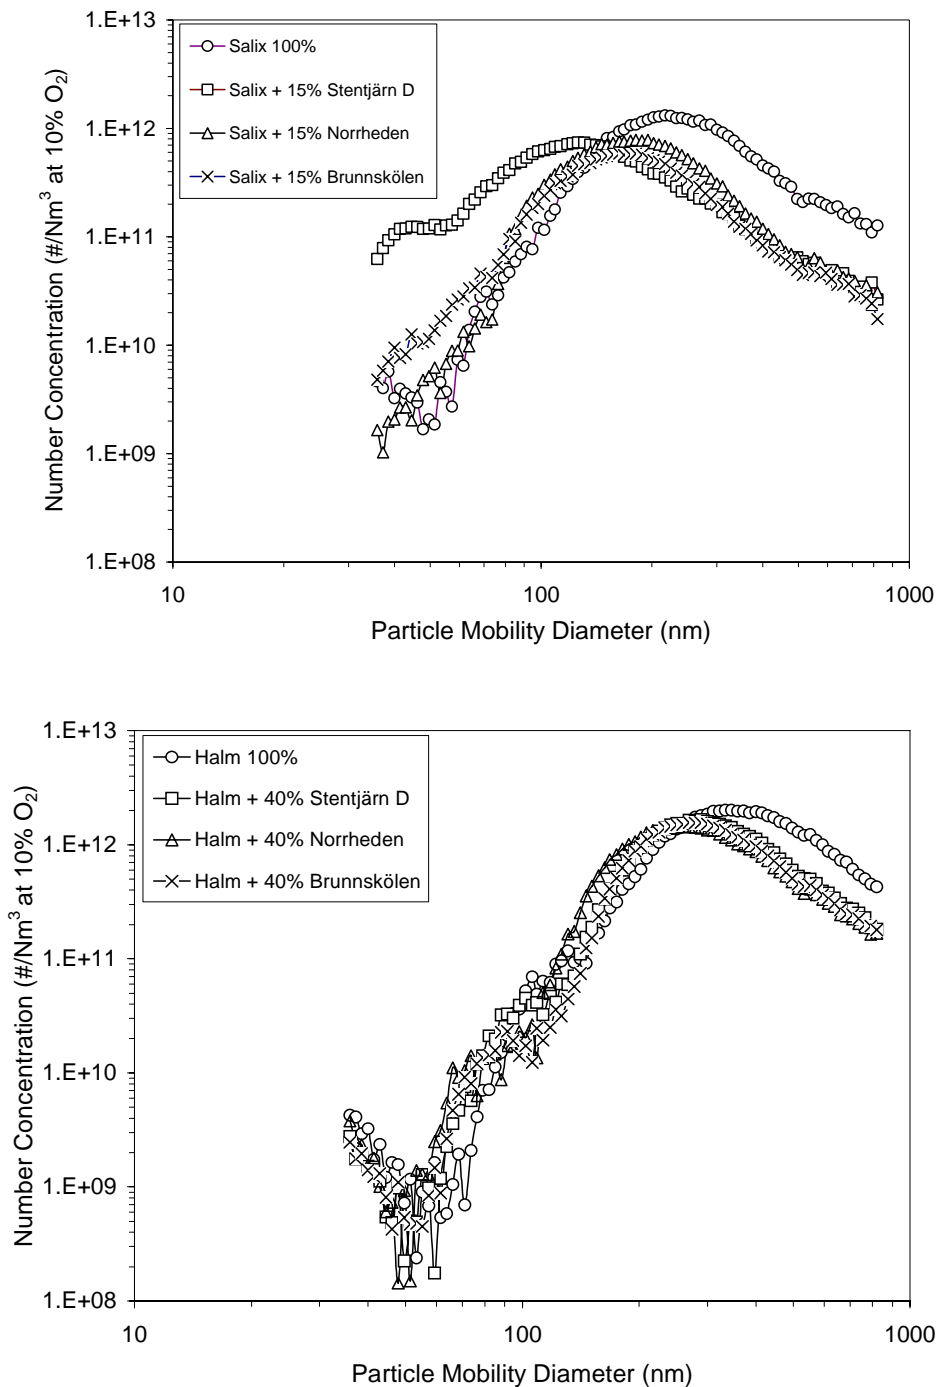 1.E+13
1.E+12
1.E+11
1.E+10
1.E+09
1.E+08
Number Concentration (#/Nm³ at 10% O₂)
Salix 100%
Salix + 15% Stentjärn D
Salix + 15% Norrheden
Salix + 15% Brunnskölen
10 100 1000
Particle Mobility Diameter (nm)
1.E+13
1.E+12
1.E+11
1.E+10
1.E+09
1.E+08
Number Concentration (#/Nm³ at 10% O₂)
Halm 100%
Halm + 40% Stentjärn D
Halm + 40% Norrheden
Halm + 40% Brunnskölen
10 100 1000
Particle Mobility Diameter (nm)